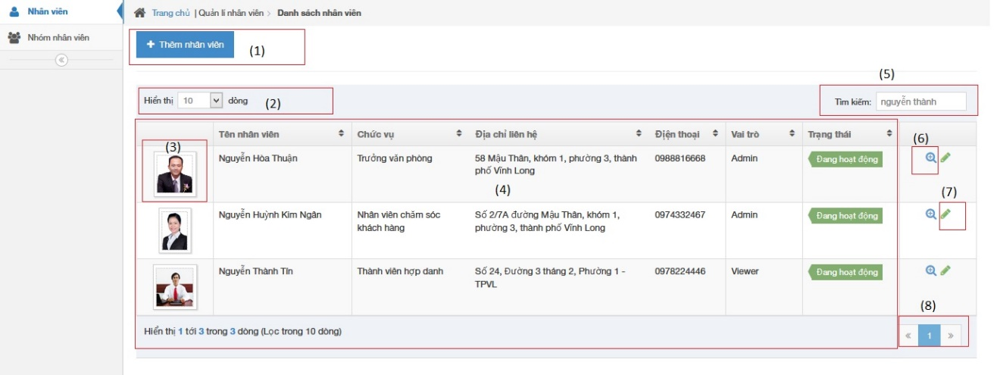 Nhân viên
Trang chủ | Quản lí nhân viên > Danh sách nhân viên
Nhóm nhân viên
+ Thêm nhân viên (1)
(5)
Hiển thị 10 dòng (2)
Tìm kiếm: nguyễn thành
Tên nhân viên Chức vụ Địa chỉ liên hệ Điện thoại Vai trò Trạng thái
(3) (6)
Nguyễn Hòa Thuận Trưởng văn phòng 58 Mậu Thân, khóm 1, phường 3, thành 0988816668 Admin Đang hoạt động
phố Vĩnh Long
(4) (7)
Nguyễn Huỳnh Kim Ngân Nhân viên chăm sóc Số 2/7A đường Mậu Thân, khóm 1, 0974332467 Admin Đang hoạt động
khách hàng phường 3, thành phố Vĩnh Long
Nguyễn Thành Tín Thành viên hợp danh Số 24, Đường 3 tháng 2, Phường 1 - 0978224446 Viewer Đang hoạt động
TPVL
(8)
Hiển thị 1 tới 3 trong 3 dòng (Lọc trong 10 dòng) « 1 »